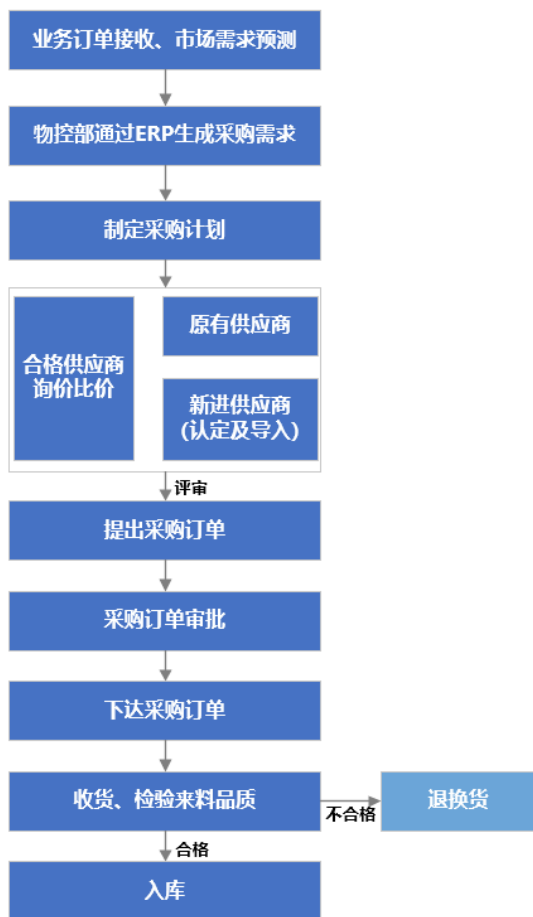 业务订单接收、市场需求预测
物控部通过ERP生成采购需求
制定采购计划
合格供应商
询价比价
原有供应商
新进供应商
(认定及导入)
评审
提出采购订单
采购订单审批
下达采购订单
收货、检验来料品质
不合格
退换货
合格
入库